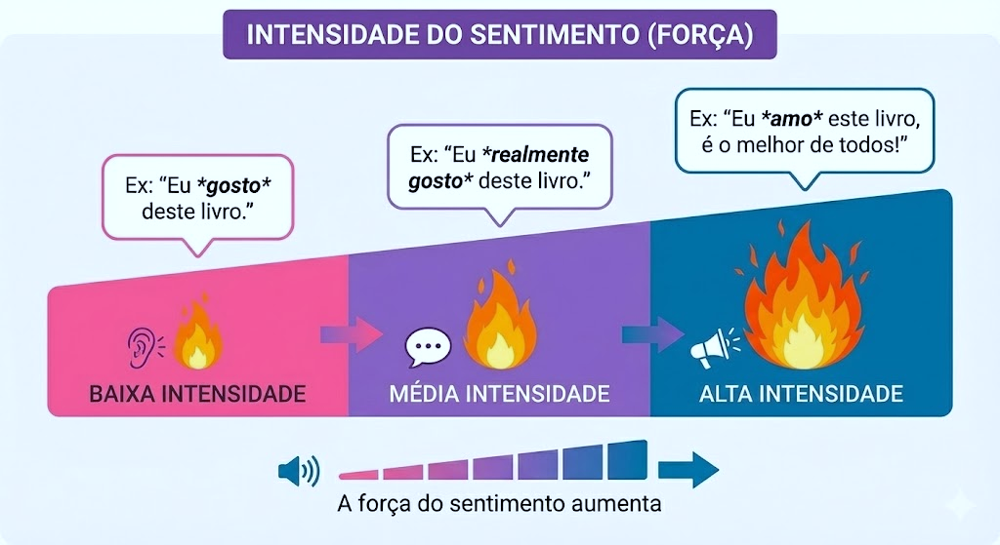 INTENSIDADE DO SENTIMENTO (FORÇA)
Ex: “Eu *gosto*
deste livro.”
Ex: “Eu *realmente
gosto* deste livro.”
Ex: “Eu *amo* este livro,
é o melhor de todos!”
BAIXA INTENSIDADE
MÉDIA INTENSIDADE
ALTA INTENSIDADE
A força do sentimento aumenta